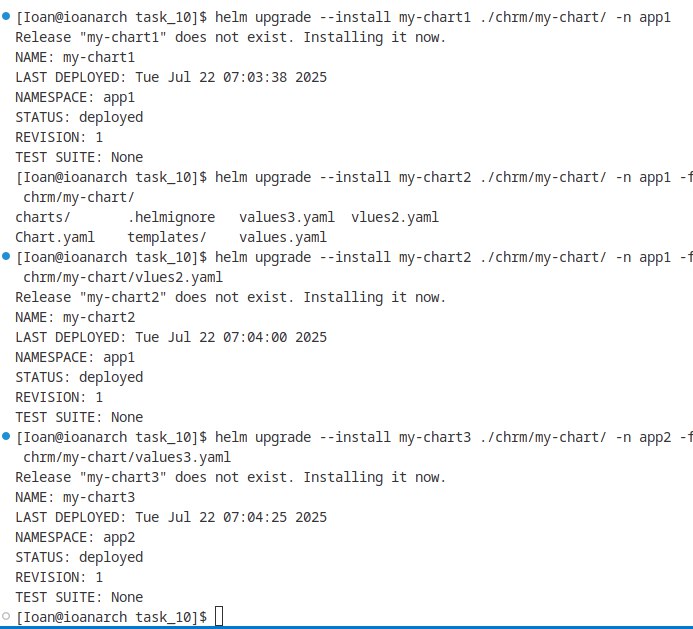 [Ioan@ioanarch task_10]$ helm upgrade --install my-chart1 ./chrm/my-chart/ -n app1
Release "my-chart1" does not exist. Installing it now.
NAME: my-chart1
LAST DEPLOYED: Tue Jul 22 07:03:38 2025
NAMESPACE: app1
STATUS: deployed
REVISION: 1
TEST SUITE: None
[Ioan@ioanarch task_10]$ helm upgrade --install my-chart2 ./chrm/my-chart/ -n app1 -f
chrm/my-chart/
charts/ .helmignore values3.yaml vlues2.yaml
Chart.yaml templates/ values.yaml
[Ioan@ioanarch task_10]$ helm upgrade --install my-chart2 ./chrm/my-chart/ -n app1 -f
chrm/my-chart/vlues2.yaml
Release "my-chart2" does not exist. Installing it now.
NAME: my-chart2
LAST DEPLOYED: Tue Jul 22 07:04:00 2025
NAMESPACE: app1
STATUS: deployed
REVISION: 1
TEST SUITE: None
[Ioan@ioanarch task_10]$ helm upgrade --install my-chart3 ./chrm/my-chart/ -n app2 -f
chrm/my-chart/values3.yaml
Release "my-chart3" does not exist. Installing it now.
NAME: my-chart3
LAST DEPLOYED: Tue Jul 22 07:04:25 2025
NAMESPACE: app2
STATUS: deployed
REVISION: 1
TEST SUITE: None
[Ioan@ioanarch task_10]$